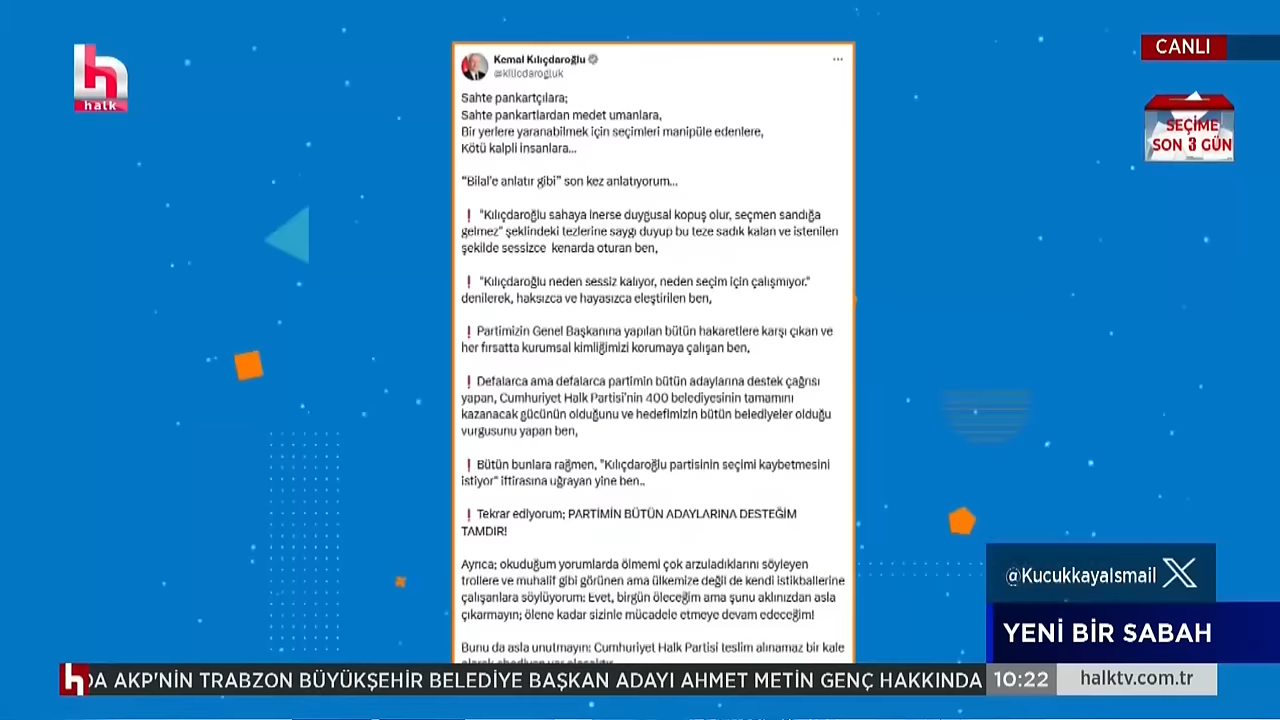 halk
CANLI
SEÇİME
SON 3 GÜN
Kemal Kılıçdaroğlu
@kilicdarogluk
Sahte pankartçılara;
Sahte pankartlardan medet umanlara,
Bir yerlere yaranabilmek için seçimleri manipüle edenlere,
Kötü kalpli insanlara...
"Bilal'e anlatır gibi" son kez anlatıyorum...
❗ "Kılıçdaroğlu sahaya inerse duygusal kopuş olur, seçmen sandığa
gelmez" şeklindeki tezlerine saygı duyup bu teze sadık kalan ve istenilen
şekilde sessizce kenarda oturan ben,
❗ "Kılıçdaroğlu neden sessiz kalıyor, neden seçim için çalışmıyor."
denilerek, haksızca ve hayasızca eleştirilen ben,
❗ Partimizin Genel Başkanına yapılan bütün hakaretlere karşı çıkan ve
her fırsatta kurumsal kimliğimizi korumaya çalışan ben,
❗ Defalarca ama defalarca partimin bütün adaylarına destek çağrısı
yapan, Cumhuriyet Halk Partisi'nin 400 belediyesinin tamamını
kazanacak gücünün olduğunu ve hedefimizin bütün belediyeler olduğu
vurgusunu yapan ben,
❗ Bütün bunlara rağmen, "Kılıçdaroğlu partisinin seçimi kaybetmesini
istiyor" iftirasına uğrayan yine ben..
❗ Tekrar ediyorum; PARTİMİN BÜTÜN ADAYLARINA DESTEĞİM
TAMDIR!
Ayrıca; okuduğum yorumlarda ölmemi çok arzuladıklarını söyleyen
trollere ve muhalif gibi görünen ama ülkemize değil de kendi istikballerine
çalışanlara söylüyorum: Evet, birgün öleceğim ama şunu aklınızdan asla
çıkarmayın; ölene kadar sizinle mücadele etmeye devam edeceğim!
Bunu da asla unutmayın: Cumhuriyet Halk Partisi teslim alınamaz bir kale
@KucukkayaIsmail
YENİ BİR SABAH
DA AKP'NİN TRABZON BÜYÜKŞEHİR BELEDİYE BAŞKAN ADAYI AHMET METİN GENÇ HAKKINDA
10:22
halktv.com.tr